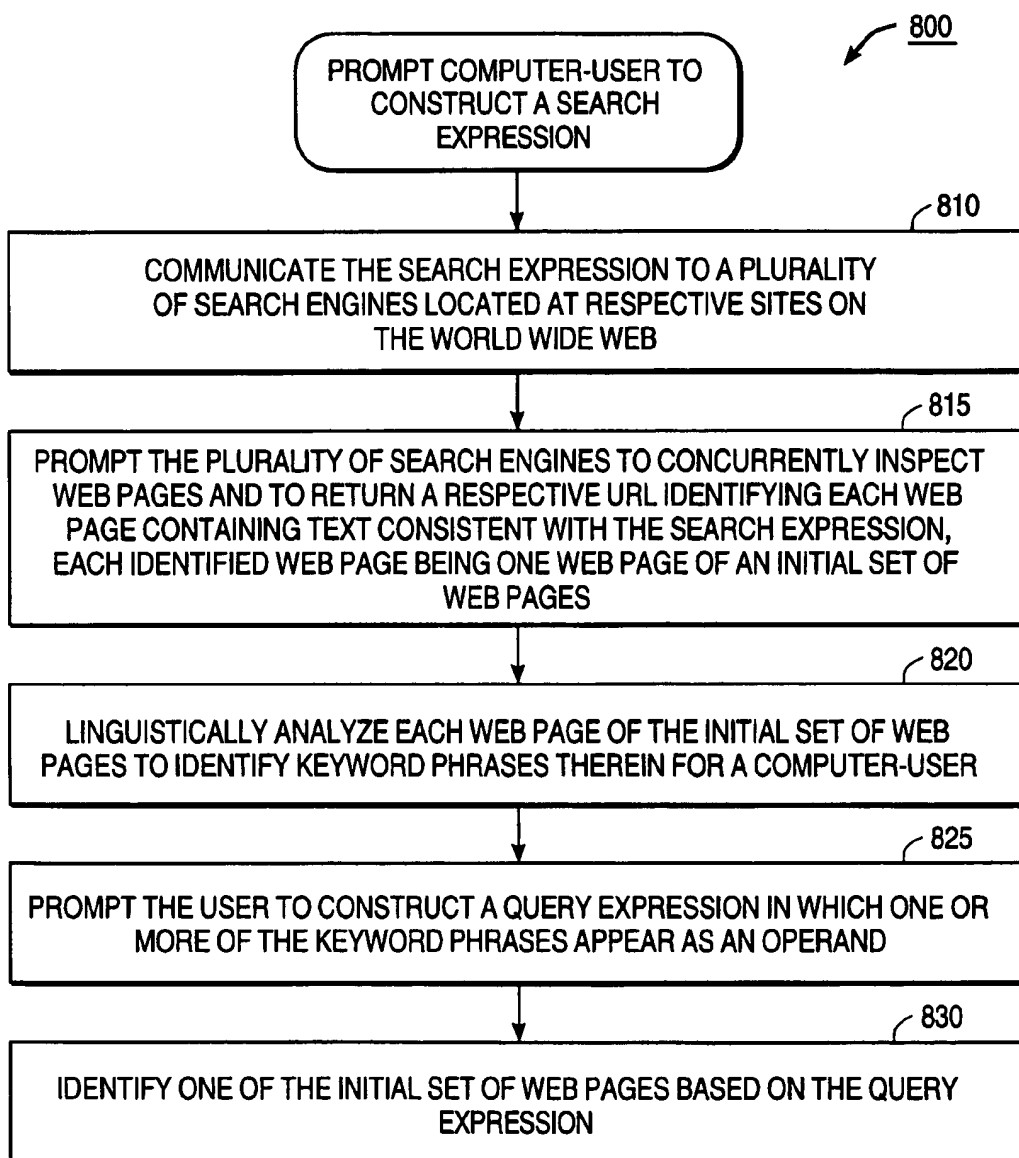 800
PROMPT COMPUTER-USER TO
CONSTRUCT A SEARCH
EXPRESSION
810
COMMUNICATE THE SEARCH EXPRESSION TO A PLURALITY
OF SEARCH ENGINES LOCATED AT RESPECTIVE SITES ON
THE WORLD WIDE WEB
815
PROMPT THE PLURALITY OF SEARCH ENGINES TO CONCURRENTLY INSPECT
WEB PAGES AND TO RETURN A RESPECTIVE URL IDENTIFYING EACH WEB
PAGE CONTAINING TEXT CONSISTENT WITH THE SEARCH EXPRESSION,
EACH IDENTIFIED WEB PAGE BEING ONE WEB PAGE OF AN INITIAL SET OF
WEB PAGES
820
LINGUISTICALLY ANALYZE EACH WEB PAGE OF THE INITIAL SET OF WEB
PAGES TO IDENTIFY KEYWORD PHRASES THEREIN FOR A COMPUTER-USER
825
PROMPT THE USER TO CONSTRUCT A QUERY EXPRESSION IN WHICH ONE OR
MORE OF THE KEYWORD PHRASES APPEAR AS AN OPERAND
830
IDENTIFY ONE OF THE INITIAL SET OF WEB PAGES BASED ON THE QUERY
EXPRESSION